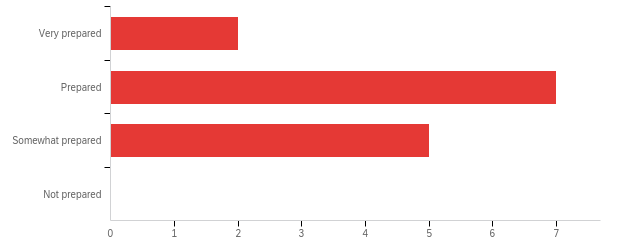 Very prepared
Prepared
Somewhat prepared
Not prepared
0 1 2 3 4 5 6 7